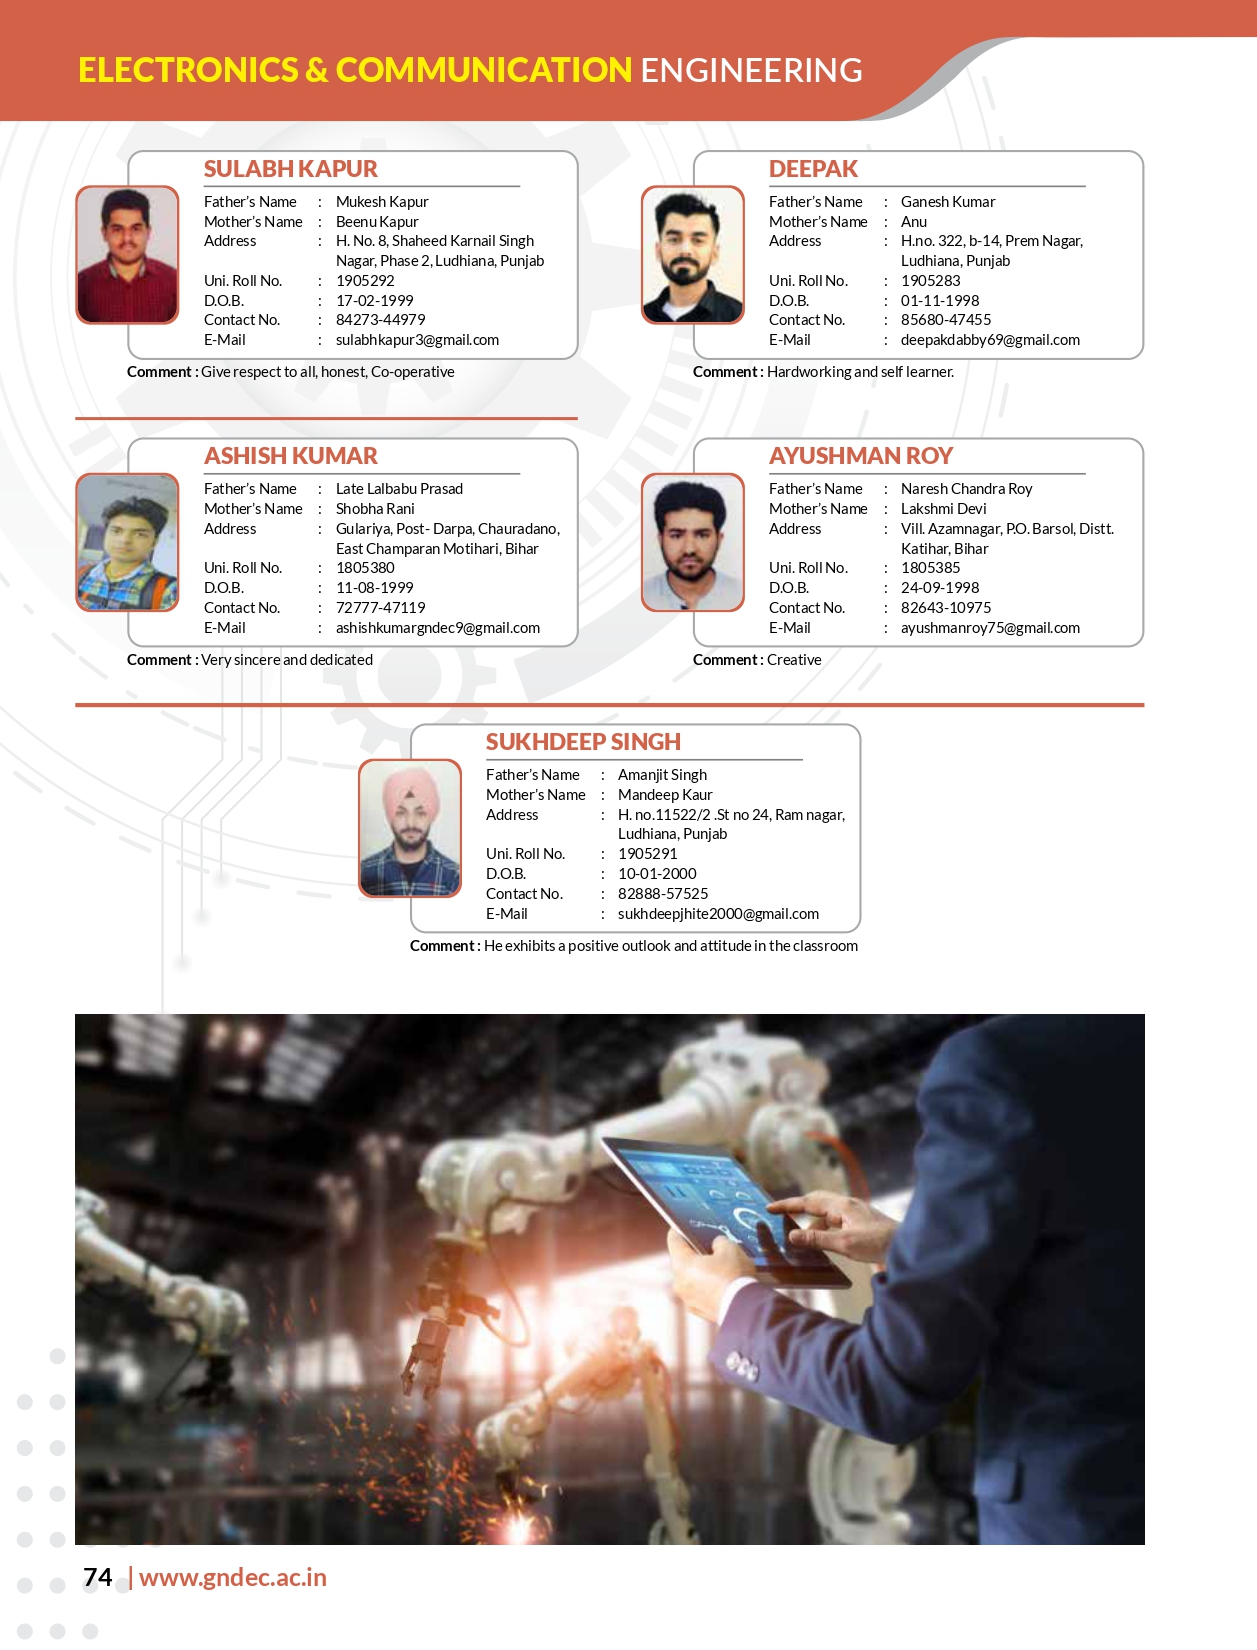 ELECTRONICS & COMMUNICATION ENGINEERING
SULABH KAPUR
Father's Name : Mukesh Kapur
Mother's Name : Beenu Kapur
Address : H. No. 8, Shaheed Karnail Singh
Nagar, Phase 2, Ludhiana, Punjab
Uni. Roll No. : 1905292
D.O.B. : 17-02-1999
Contact No. : 84273-44979
E-Mail : sulabhkapur3@gmail.com
Comment : Give respect to all, honest, Co-operative
DEEPAK
Father's Name : Ganesh Kumar
Mother's Name : Anu
Address : H.no. 322, b-14, Prem Nagar,
Ludhiana, Punjab
Uni. Roll No. : 1905283
D.O.B. : 01-11-1998
Contact No. : 85680-47455
E-Mail : deepakdabby69@gmail.com
Comment : Hardworking and self learner.
ASHISH KUMAR
Father's Name : Late Lalbabu Prasad
Mother's Name : Shobha Rani
Address : Gulariya, Post- Darpa, Chauradano,
East Champaran Motihari, Bihar
Uni. Roll No. : 1805380
D.O.B. : 11-08-1999
Contact No. : 72777-47119
E-Mail : ashishkumargndec9@gmail.com
Comment : Very sincere and dedicated
AYUSHMAN ROY
Father's Name : Naresh Chandra Roy
Mother's Name : Lakshmi Devi
Address : Vill. Azamnagar, P.O. Barsol, Distt.
Katihar, Bihar
Uni. Roll No. : 1805385
D.O.B. : 24-09-1998
Contact No. : 82643-10975
E-Mail : ayushmanroy75@gmail.com
Comment : Creative
SUKHDEEP SINGH
Father's Name : Amanjit Singh
Mother's Name : Mandeep Kaur
Address : H. no.11522/2 .St no 24, Ram nagar,
Ludhiana, Punjab
Uni. Roll No. : 1905291
D.O.B. : 10-01-2000
Contact No. : 82888-57525
E-Mail : sukhdeepjhite2000@gmail.com
Comment : He exhibits a positive outlook and attitude in the classroom
74 | www.gndec.ac.in